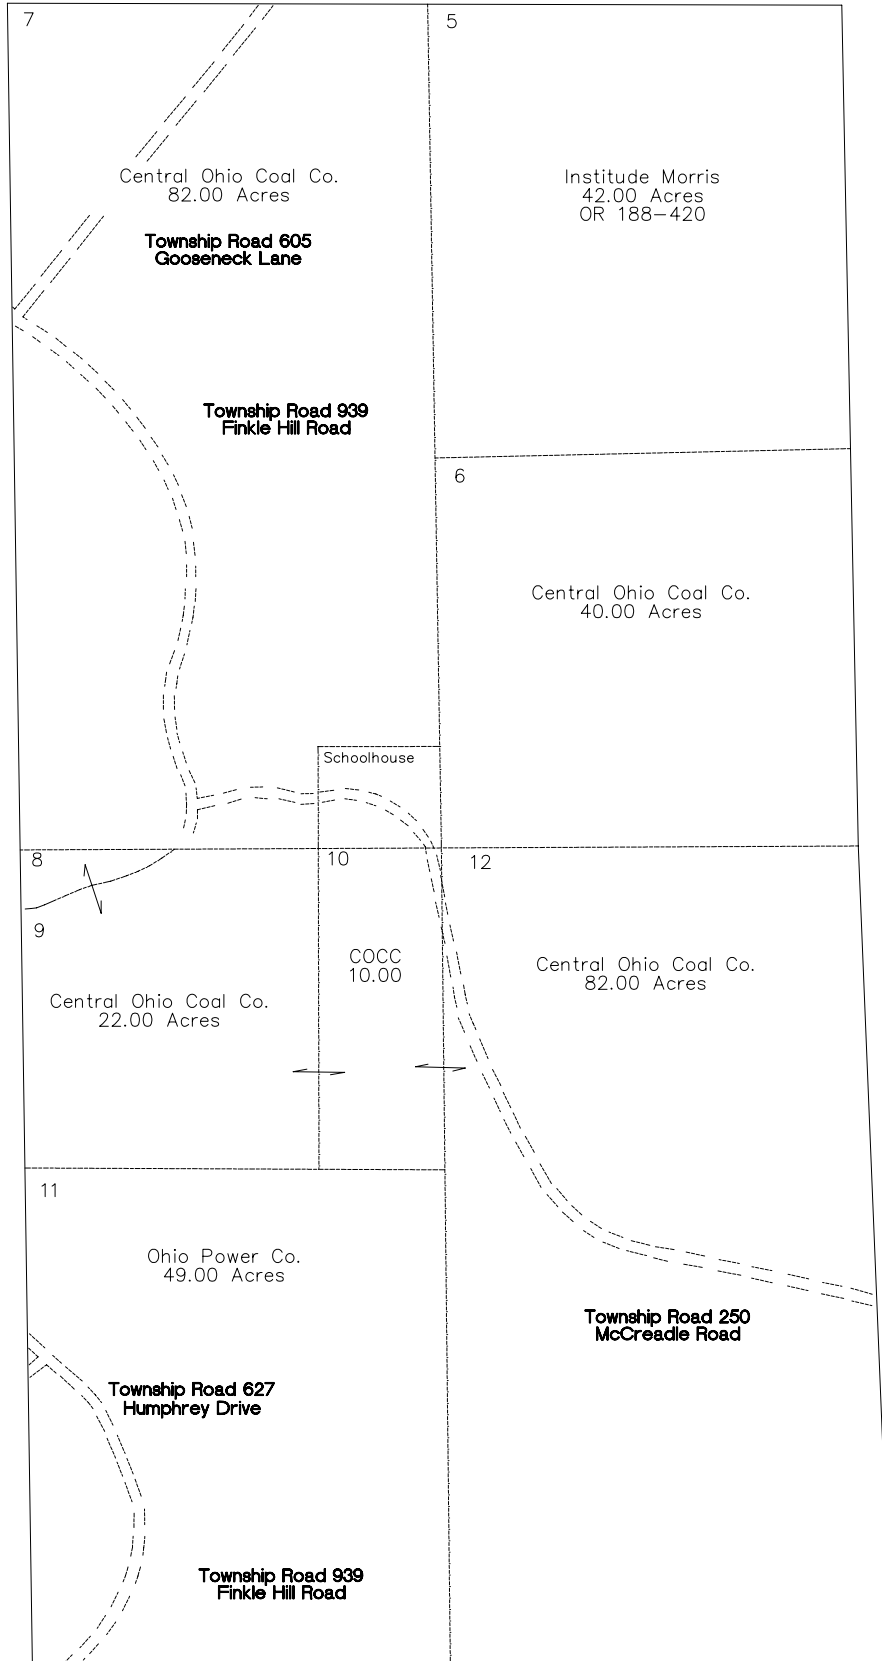 7
5
Central Ohio Coal Co.
82.00 Acres
Institude Morris
42.00 Acres
OR 188-420
Township Road 605
Gooseneck Lane
Township Road 939
Finkle Hill Road
6
Central Ohio Coal Co.
40.00 Acres
Schoolhouse
8
10
12
9
COCC
10.00
Central Ohio Coal Co.
82.00 Acres
Central Ohio Coal Co.
22.00 Acres
11
Ohio Power Co.
49.00 Acres
Township Road 250
McCreadle Road
Township Road 627
Humphrey Drive
Township Road 939
Finkle Hill Road